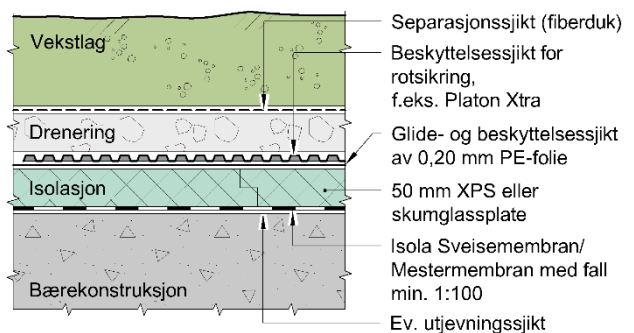 Vekstlag
Drenering
Isolasjon
Bærekonstruksjon
Separasjonssjikt (fiberduk)
Beskyttelsessjikt for
rotsikring,
f.eks. Platon Xtra
Glide- og beskyttelsessjikt
av 0,20 mm PE-folie
50 mm XPS eller
skumglassplate
Isola Sveisemembran/
Mestermembran med fall
min. 1:100
Ev. utjevningssjikt